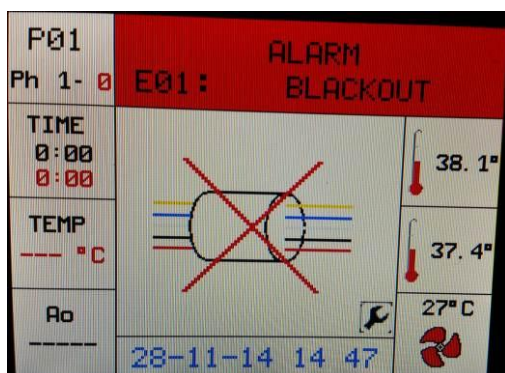 P01
Ph 1- 0
ALARM
E01: BLACKOUT
TIME
0:00
0:00
TEMP
--- °C
Ao
-----
38.1°
37.4°
27°C
28-11-14 14 47